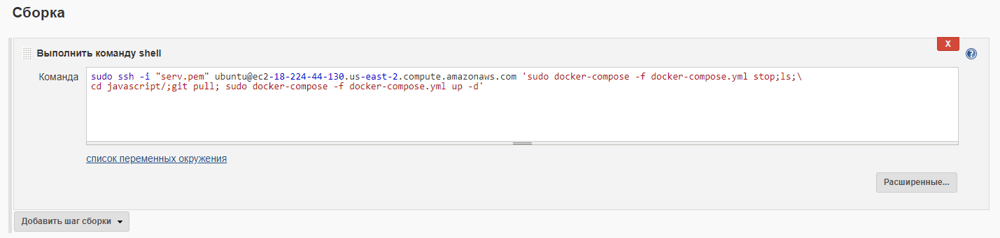 Сборка
Выполнить команду shell
X
?
Команда
sudo ssh -i "serv.pem" ubuntu@ec2-18-224-44-130.us-east-2.compute.amazonaws.com 'sudo docker-compose -f docker-compose.yml stop;ls;\
cd javascript/;git pull; sudo docker-compose -f docker-compose.yml up -d'
список переменных окружения
Расширенные...
Добавить шаг сборки